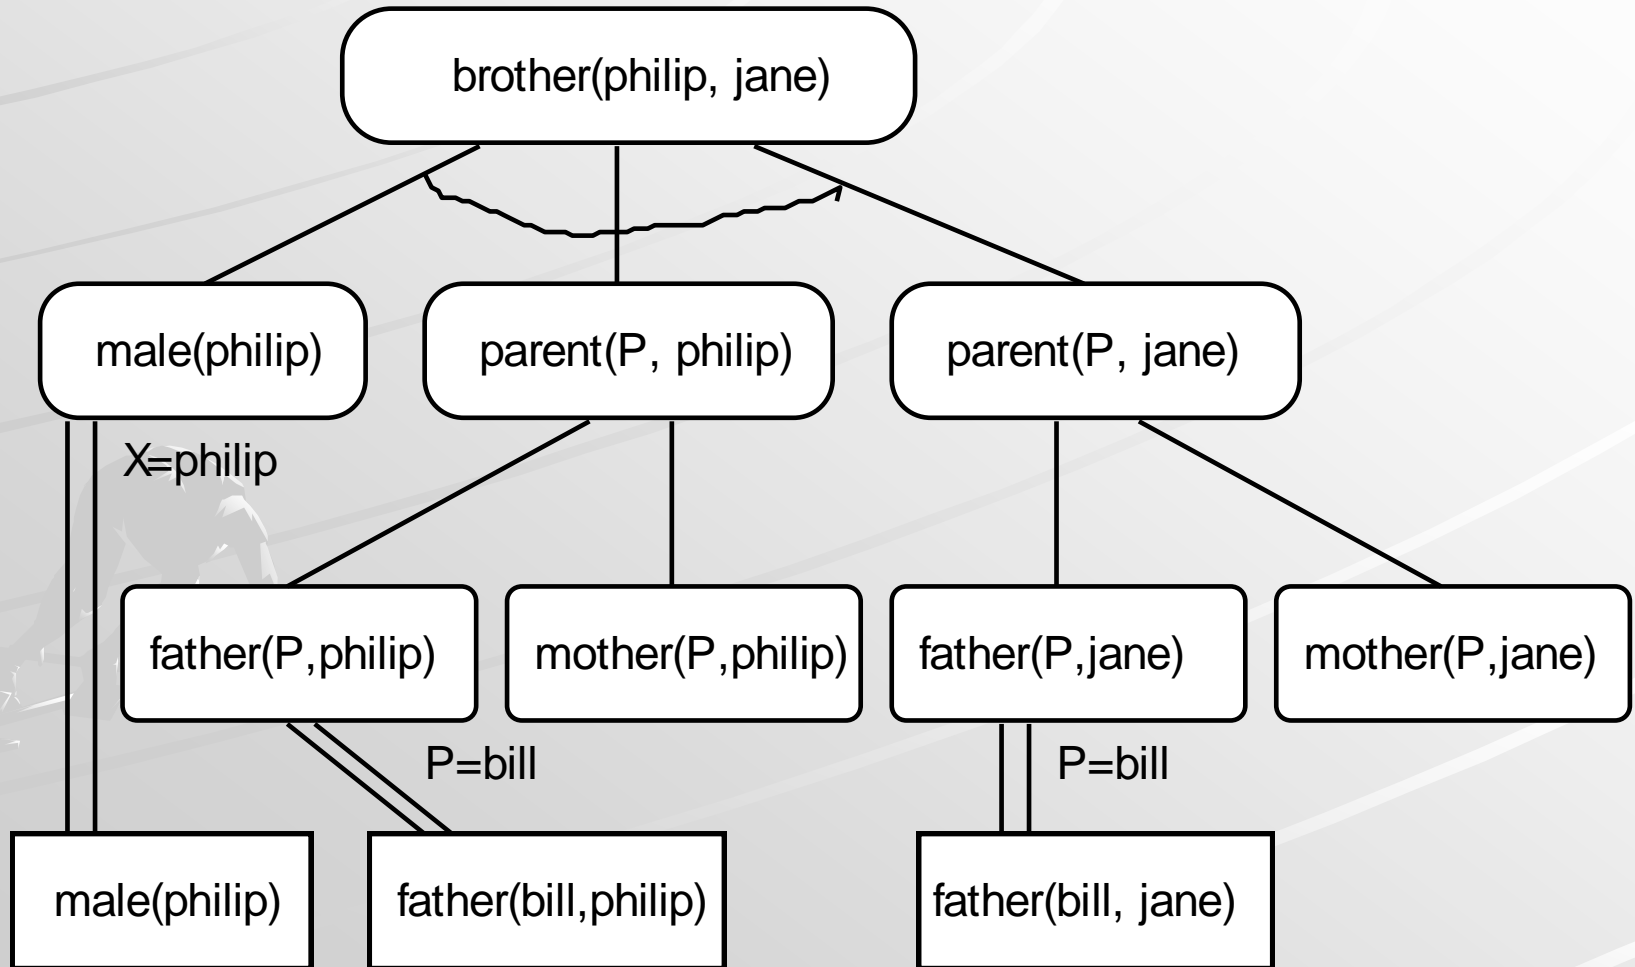 brother(philip, jane)
male(philip)
parent(P, philip)
parent(P, jane)
X=philip
father(P,philip)
mother(P,philip)
father(P,jane)
mother(P,jane)
P=bill
P=bill
male(philip)
father(bill,philip)
father(bill, jane)